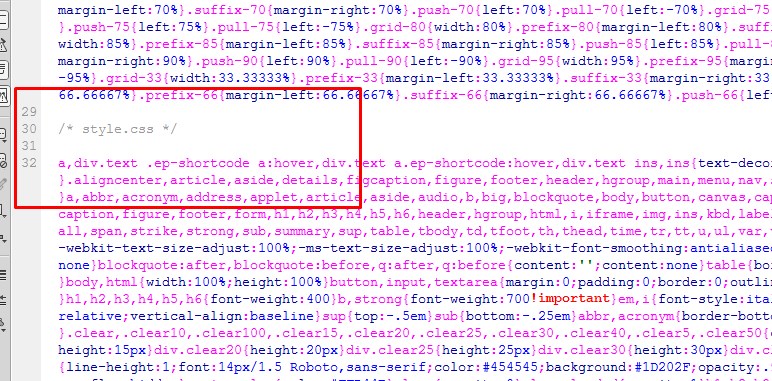 margin-left:70%}.suffix-70{margin-right:70%}.push-70{left:70%}.pull-70{left:-70%}.grid-75
}.push-75{left:75%}.pull-75{left:-75%}.grid-80{width:80%}.prefix-80{margin-left:80%}.suffix
width:85%}.prefix-85{margin-left:85%}.suffix-85{margin-right:85%}.push-85{left:85%}.pull-8
margin-right:90%}.push-90{left:90%}.pull-90{left:-90%}.grid-95{width:95%}.prefix-95{margin
-95%}.grid-33{width:33.33333%}.prefix-33{margin-left:33.33333%}.suffix-33{margin-right:33
66.66667%}.prefix-66{margin-left:66.66667%}.suffix-66{margin-right:66.66667%}.push-66{left
29
30 /* style.css */
31
32 a,div.text .ep-shortcode a:hover,div.text a.ep-shortcode:hover,div.text ins,ins{text-decor
}.aligncenter,article,aside,details,figcaption,figure,footer,header,hgroup,main,menu,nav,s
}a,abbr,acronym,address,applet,article,aside,audio,b,big,blockquote,body,button,canvas,cap
caption,figure,footer,form,h1,h2,h3,h4,h5,h6,header,hgroup,html,i,iframe,img,ins,kbd,label
all,span,strike,strong,sub,summary,sup,table,tbody,td,tfoot,th,thead,time,tr,tt,u,ul,var,
-webkit-text-size-adjust:100%;-ms-text-size-adjust:100%;-webkit-font-smoothing:antialiased
none}blockquote:after,blockquote:before,q:after,q:before{content:'';content:none}table{bor
}body,html{width:100%;height:100%}button,input,textarea{margin:0;padding:0;border:0;outlin
}h1,h2,h3,h4,h5,h6{font-weight:400}b,strong{font-weight:700!important}em,i{font-style:ital
relative;vertical-align:baseline}sup{top:-.5em}sub{bottom:-.25em}abbr,acronym{border-botto
}.clear,.clear10,.clear100,.clear15,.clear20,.clear25,.clear30,.clear40,.clear5,.clear50{c
height:15px}div.clear20{height:20px}div.clear25{height:25px}div.clear30{height:30px}div.cl
{line-height:1;font:14px/1.5 Roboto,sans-serif;color:#454545;background:#1D202F;opacity:.